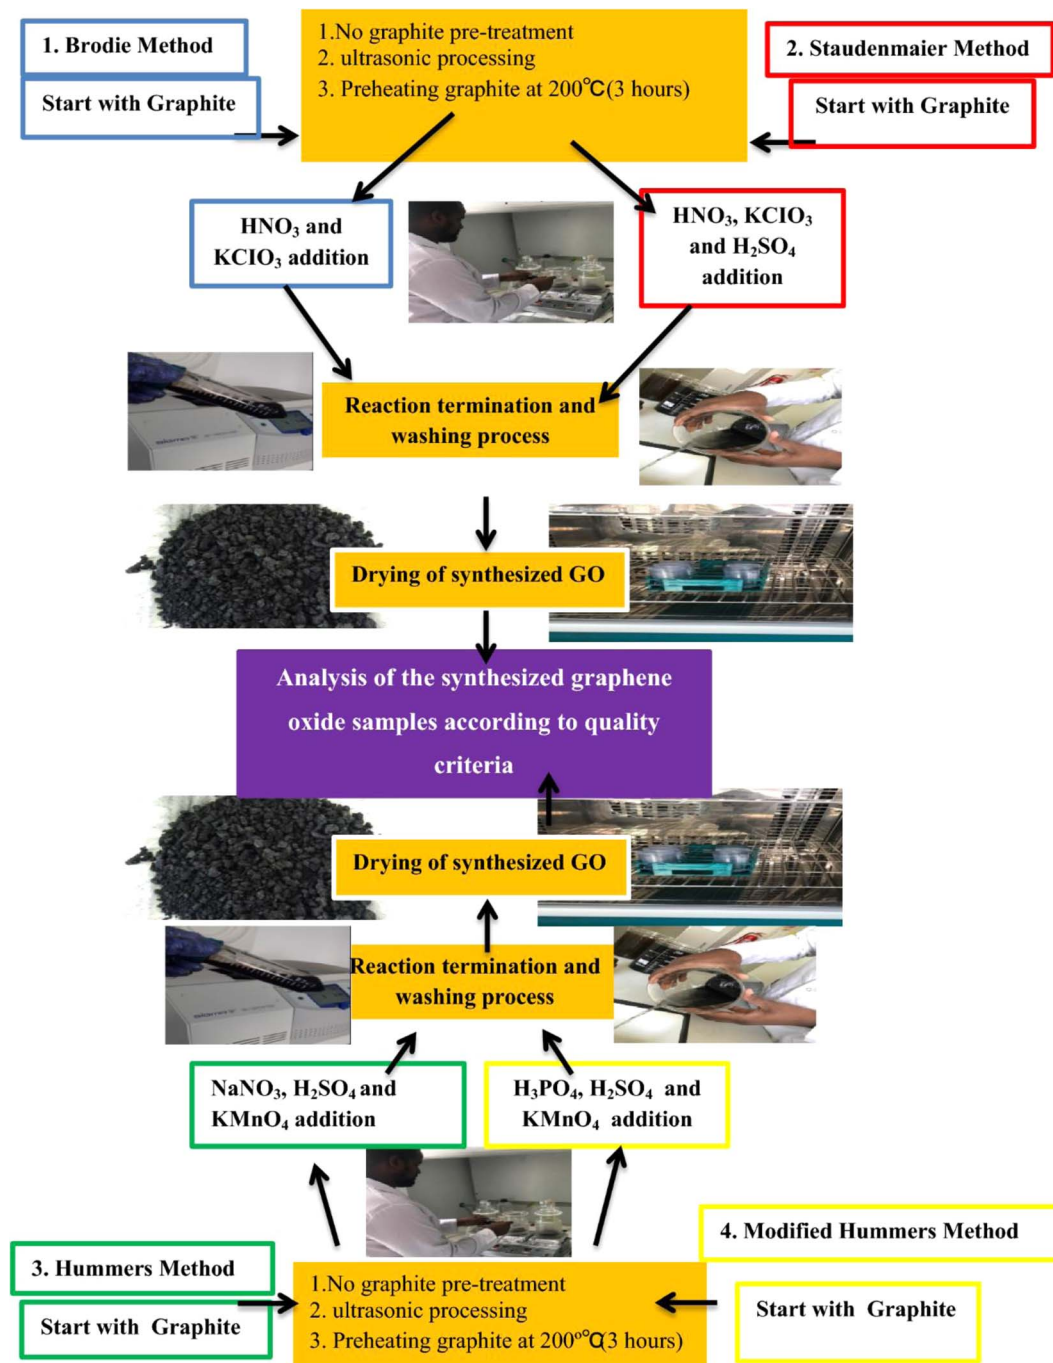 1. Brodie Method
Start with Graphite
1.No graphite pre-treatment
2. ultrasonic processing
3. Preheating graphite at 200℃(3 hours)
2. Staudenmaier Method
Start with Graphite
HNO₃ and
KCIO₃ addition
HNO₃, KCIO₃
and H₂SO₄
addition
Reaction termination and
washing process
Drying of synthesized GO
Analysis of the synthesized graphene
oxide samples according to quality
criteria
Drying of synthesized GO
Reaction termination and
washing process
NaNO₃, H₂SO₄ and
KMnO₄ addition
H₃PO₄, H₂SO₄ and
KMnO₄ addition
3. Hummers Method
Start with Graphite
1.No graphite pre-treatment
2. ultrasonic processing
3. Preheating graphite at 200º℃(3 hours)
4. Modified Hummers Method
Start with Graphite